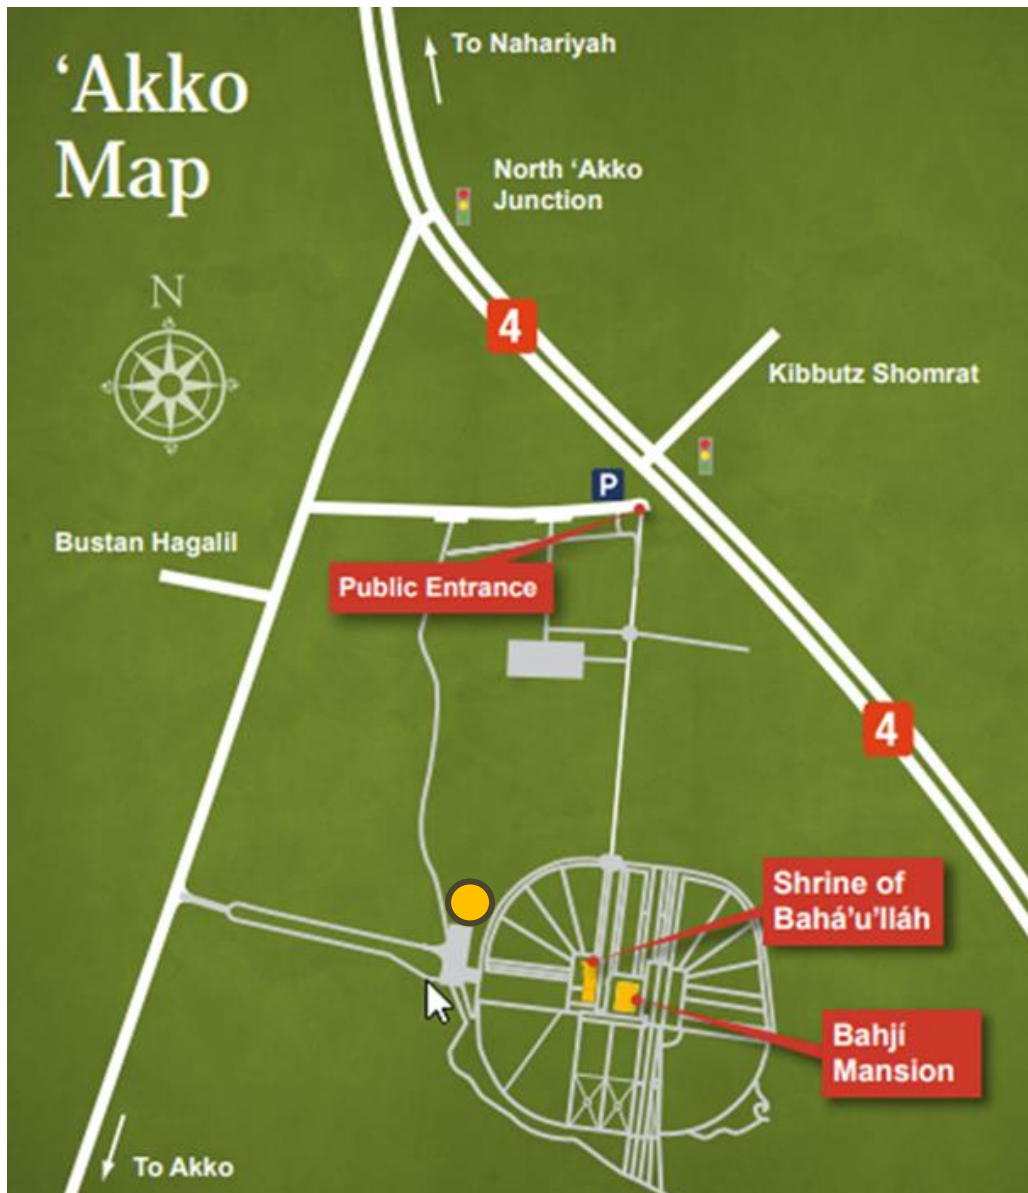 ‘Akko
Map
To Nahariyah
North ‘Akko
Junction
N
4
Kibbutz Shomrat
P
Bustan Hagalil
Public Entrance
4
Shrine of
Bahá’u’lláh
Bahjí
Mansion
To Akko